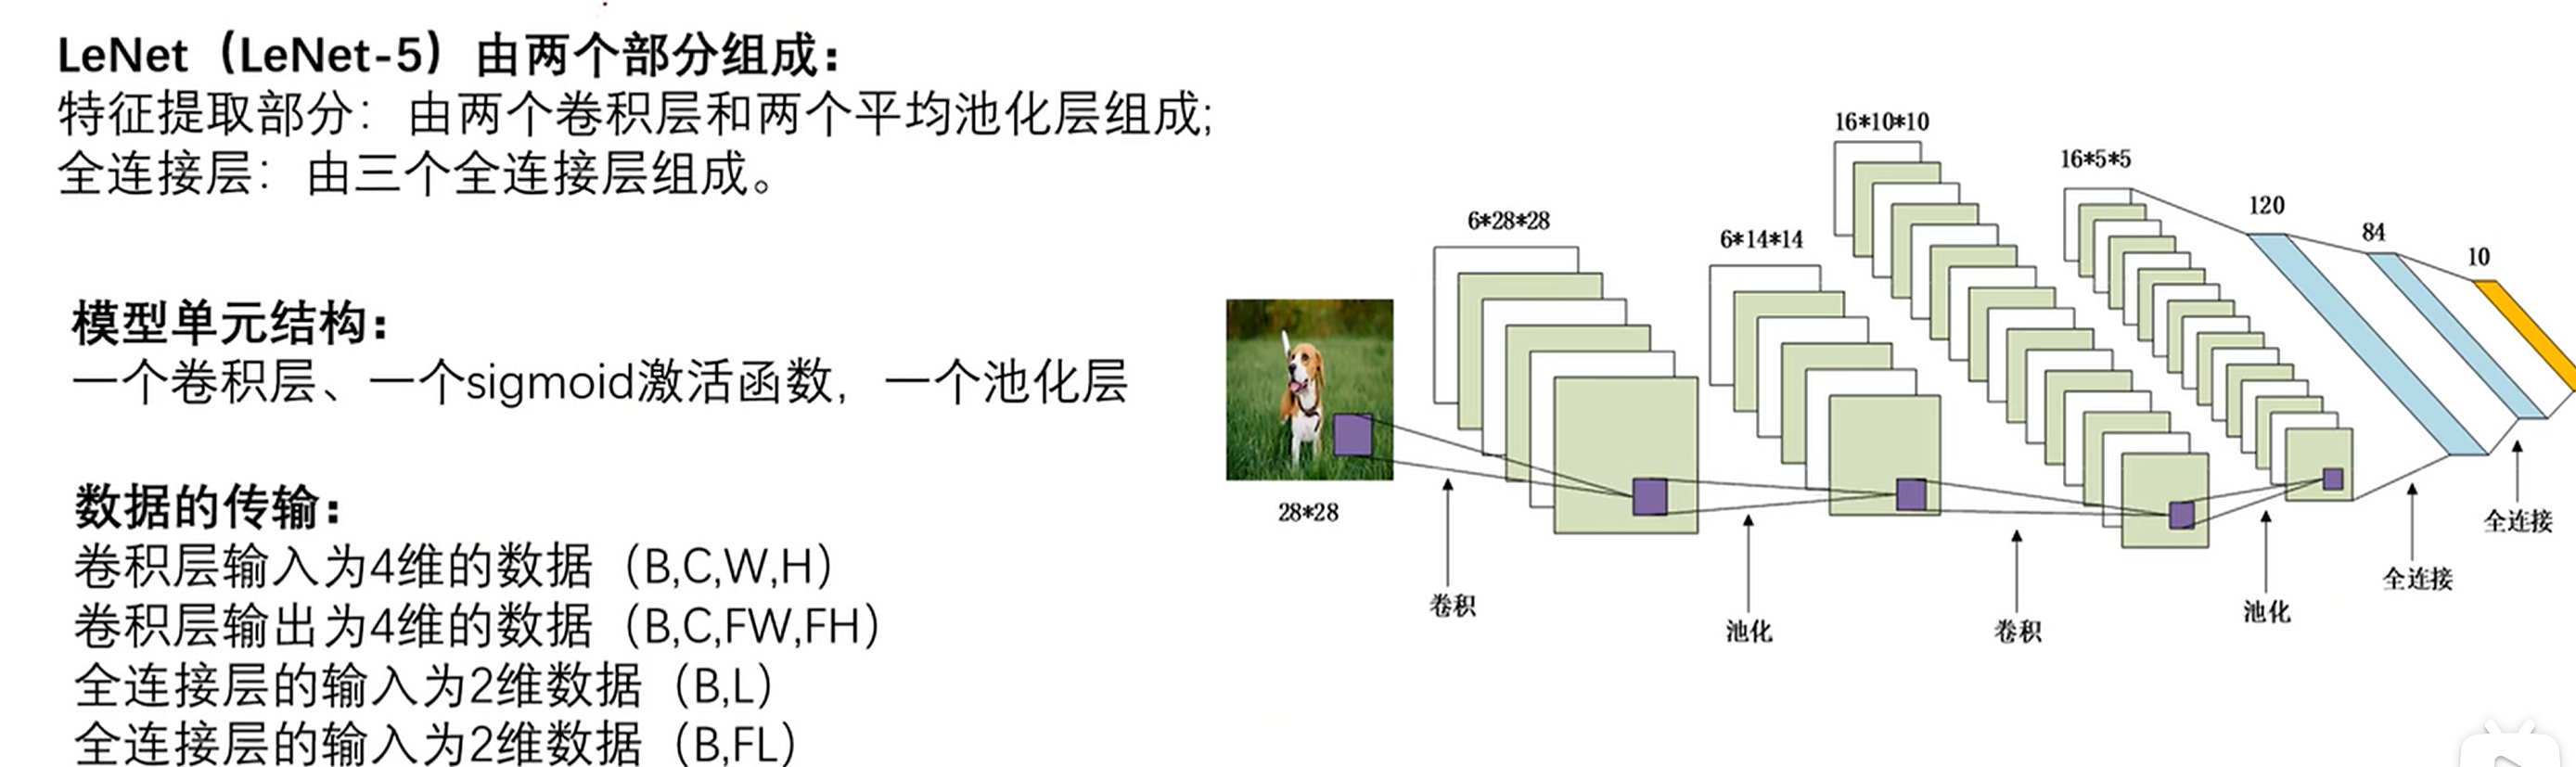 LeNet（LeNet-5）由两个部分组成：
特征提取部分：由两个卷积层和两个平均池化层组成;
全连接层：由三个全连接层组成。
模型单元结构：
一个卷积层、一个sigmoid激活函数，一个池化层
数据的传输：
卷积层输入为4维的数据（B,C,W,H）
卷积层输出为4维的数据（B,C,FW,FH）
全连接层的输入为2维数据（B,L）
全连接层的输入为2维数据（B,FL）
28*28
6*28*28
6*14*14
16*10*10
16*5*5
120
84
10
卷积
池化
卷积
池化
全连接
全连接